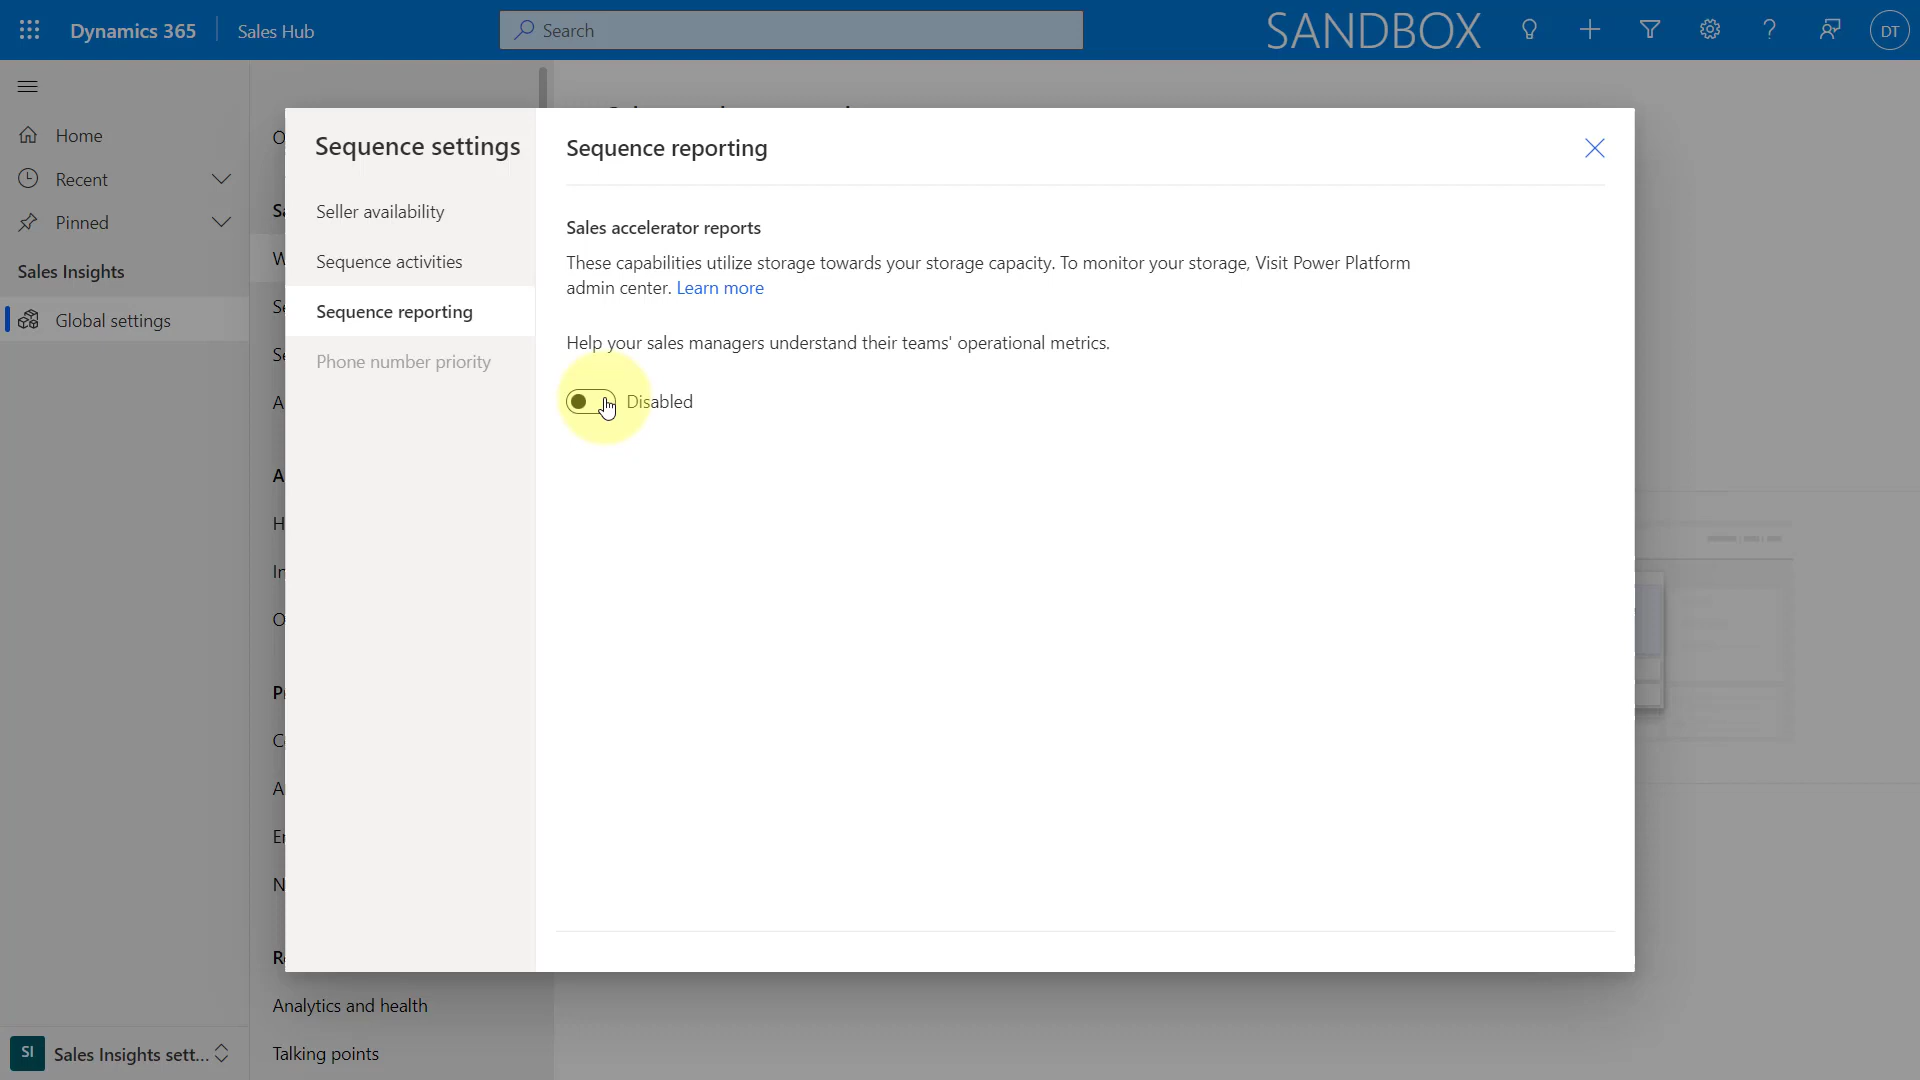 Dynamics 365
Sales Hub
Search
SANDBOX
DT
Home
Recent
Pinned
Sales Insights
Global settings
SI
Sales Insights sett...
Analytics and health
Talking points
Sequence settings
Seller availability
Sequence activities
Sequence reporting
Phone number priority
Sequence reporting
Sales accelerator reports
These capabilities utilize storage towards your storage capacity. To monitor your storage, Visit Power Platform
admin center. Learn more
Help your sales managers understand their teams' operational metrics.
Disabled